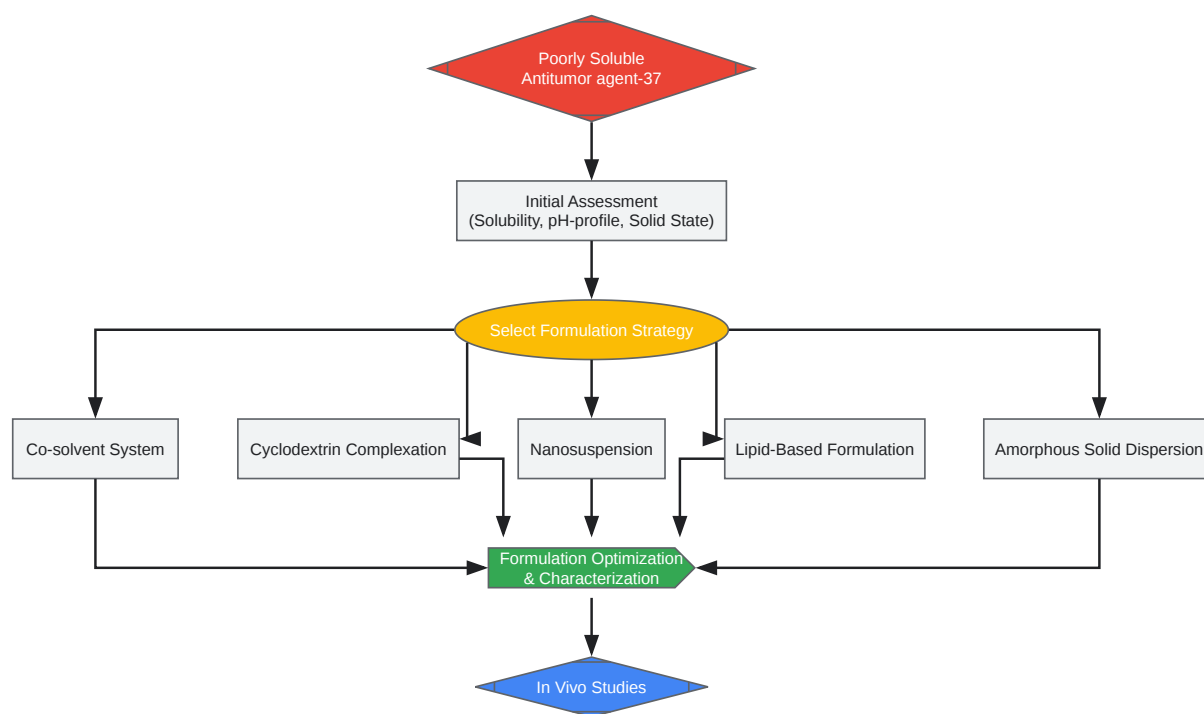 Poorly Soluble
Antitumor agent-37
Initial Assessment
(Solubility, pH-profile, Solid State)
Select Formulation Strategy
Co-solvent System
Cyclodextrin Complexation
Nanosuspension
Lipid-Based Formulation
Amorphous Solid Dispersion
Formulation Optimization
& Characterization
In Vivo Studies